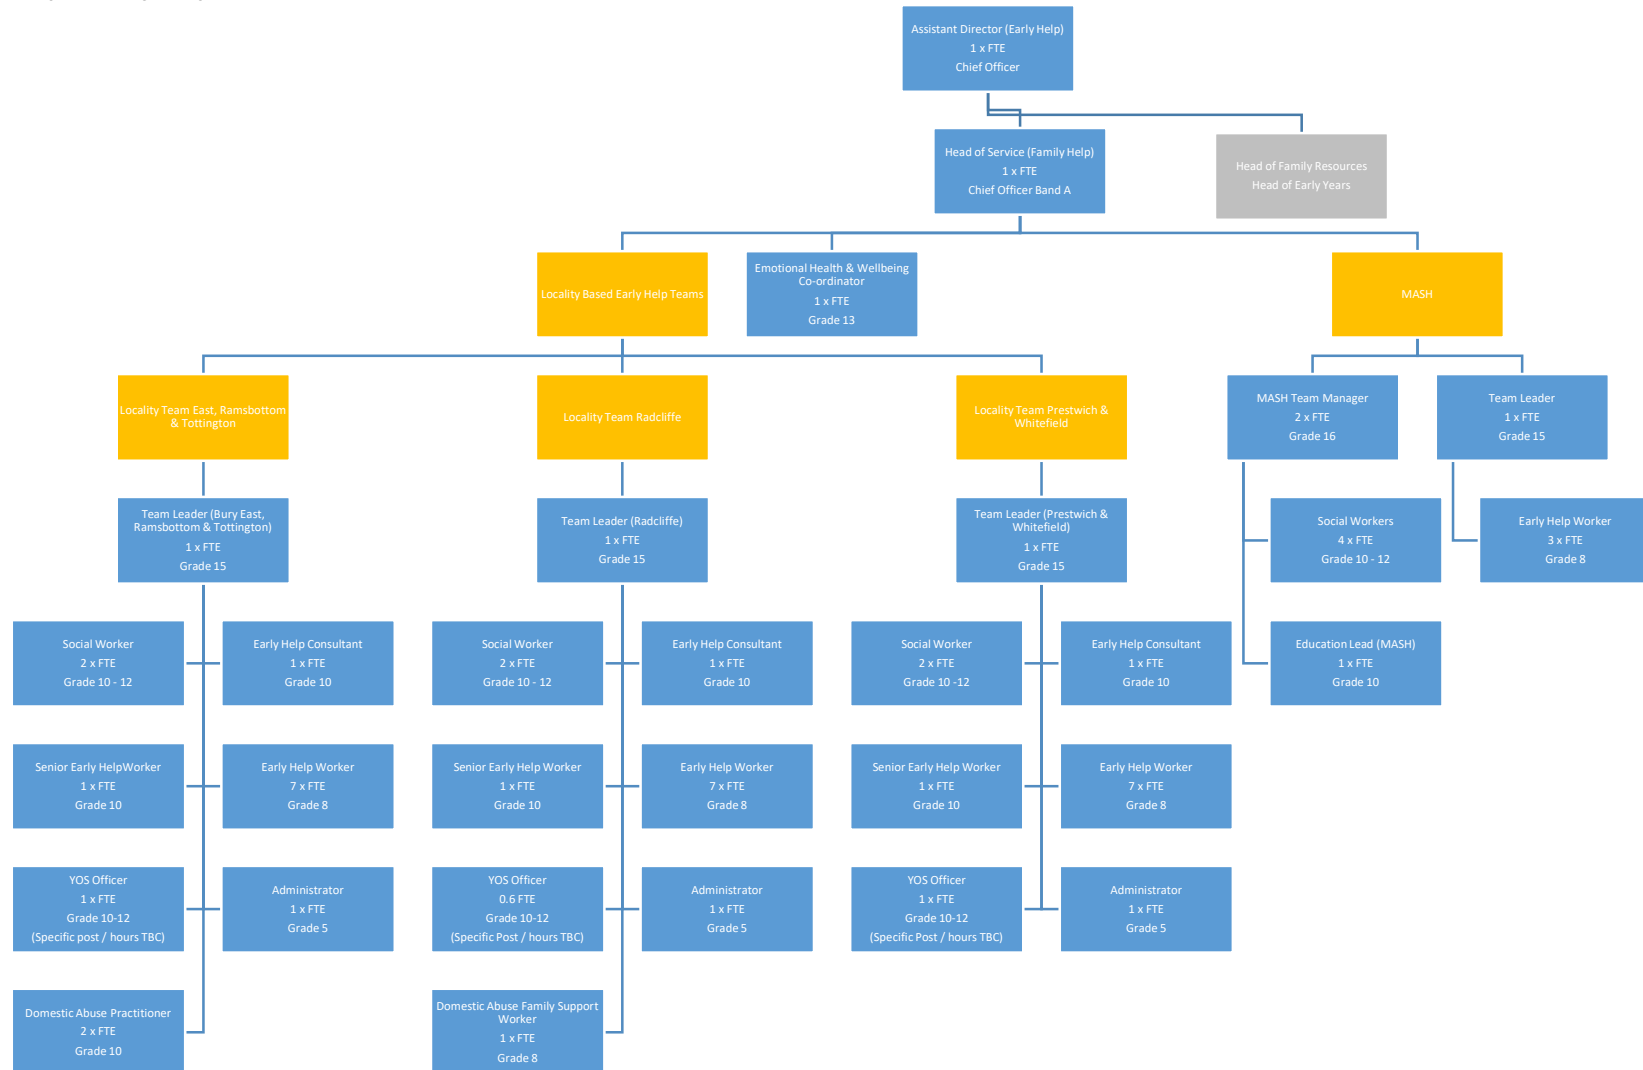 Assistant Director (Early Help)
1 x FTE
Chief Officer
Head of Service (Family Help)
1 x FTE
Chief Officer Band A
Head of Family Resources
Head of Early Years
Locality Based Early Help Teams
Emotional Health & Wellbeing
Co-ordinator
1 x FTE
Grade 13
MASH
Locality Team East, Ramsbottom
& Tottington
Locality Team Radcliffe
Locality Team Prestwich &
Whitefield
MASH Team Manager
2 x FTE
Grade 16
Team Leader
1 x FTE
Grade 15
Team Leader (Bury East,
Ramsbottom & Tottington)
1 x FTE
Grade 15
Team Leader (Radcliffe)
1 x FTE
Grade 15
Team Leader (Prestwich &
Whitefield)
1 x FTE
Grade 15
Social Workers
4 x FTE
Grade 10 - 12
Early Help Worker
3 x FTE
Grade 8
Social Worker
2 x FTE
Grade 10 - 12
Early Help Consultant
1 x FTE
Grade 10
Social Worker
2 x FTE
Grade 10 - 12
Early Help Consultant
1 x FTE
Grade 10
Social Worker
2 x FTE
Grade 10 -12
Early Help Consultant
1 x FTE
Grade 10
Education Lead (MASH)
1 x FTE
Grade 10
Senior Early HelpWorker
1 x FTE
Grade 10
Early Help Worker
7 x FTE
Grade 8
Senior Early Help Worker
1 x FTE
Grade 10
Early Help Worker
7 x FTE
Grade 8
Senior Early Help Worker
1 x FTE
Grade 10
Early Help Worker
7 x FTE
Grade 8
YOS Officer
1 x FTE
Grade 10-12
(Specific post / hours TBC)
Administrator
1 x FTE
Grade 5
YOS Officer
0.6 FTE
Grade 10-12
(Specific Post / hours TBC)
Administrator
1 x FTE
Grade 5
YOS Officer
1 x FTE
Grade 10-12
(Specific Post / hours TBC)
Administrator
1 x FTE
Grade 5
Domestic Abuse Practitioner
2 x FTE
Grade 10
Domestic Abuse Family Support
Worker
1 x FTE
Grade 8